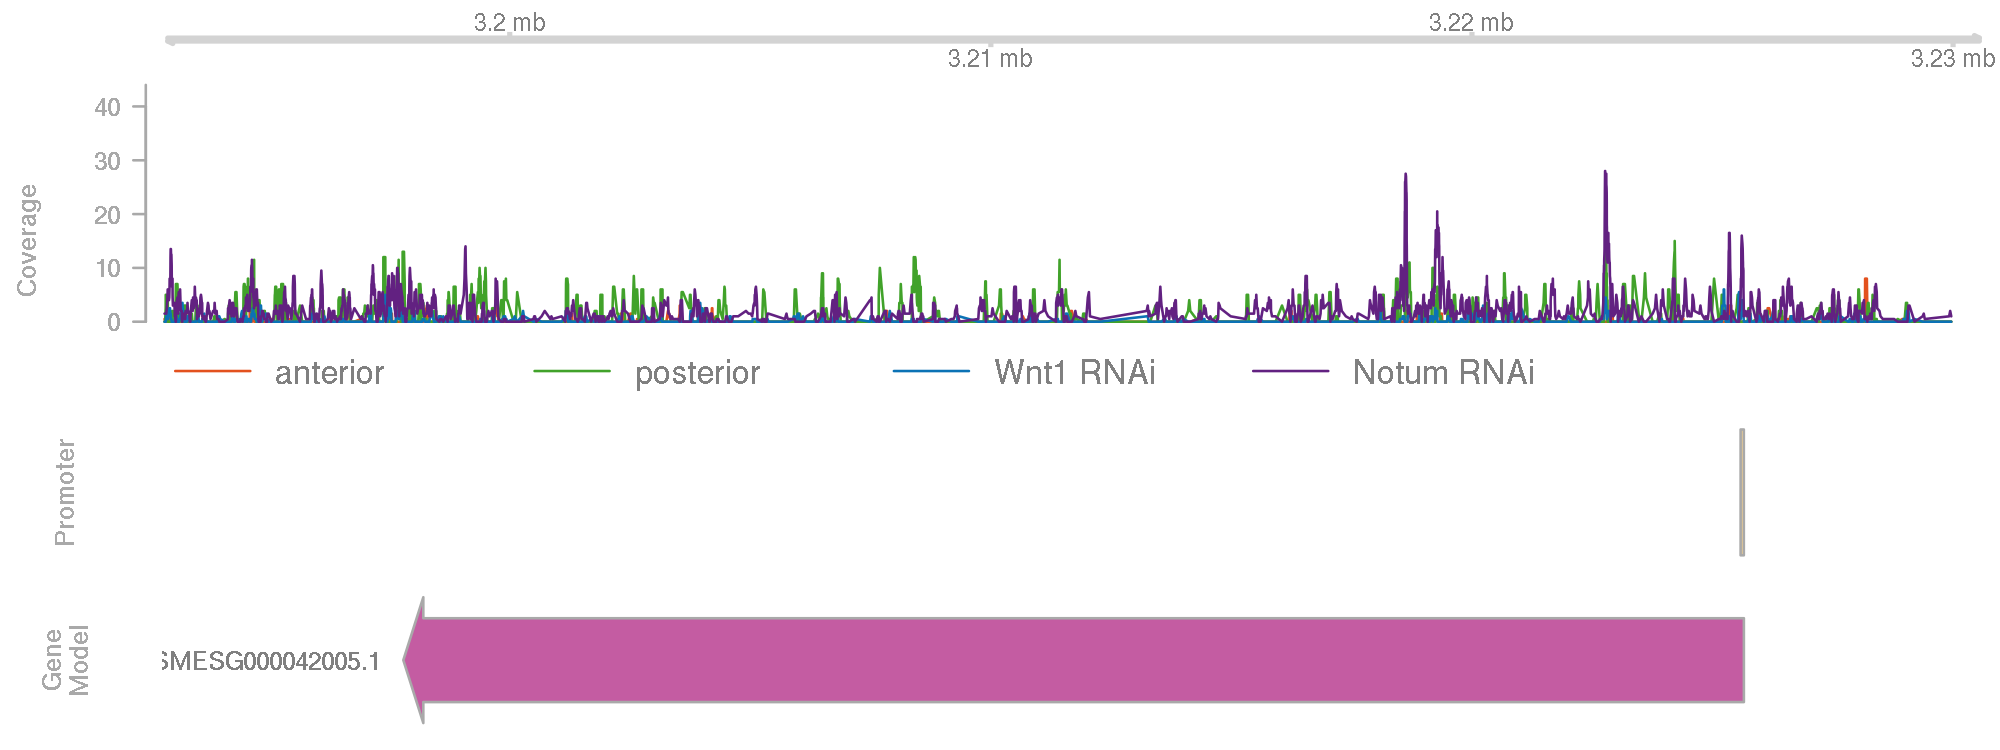 3.2 mb
3.22 mb
3.21 mb
3.23 mb
Coverage
40
30
20
10
0
anterior posterior Wnt1 RNAi Notum RNAi
Promoter
Gene
Model
SMESG000042005.1